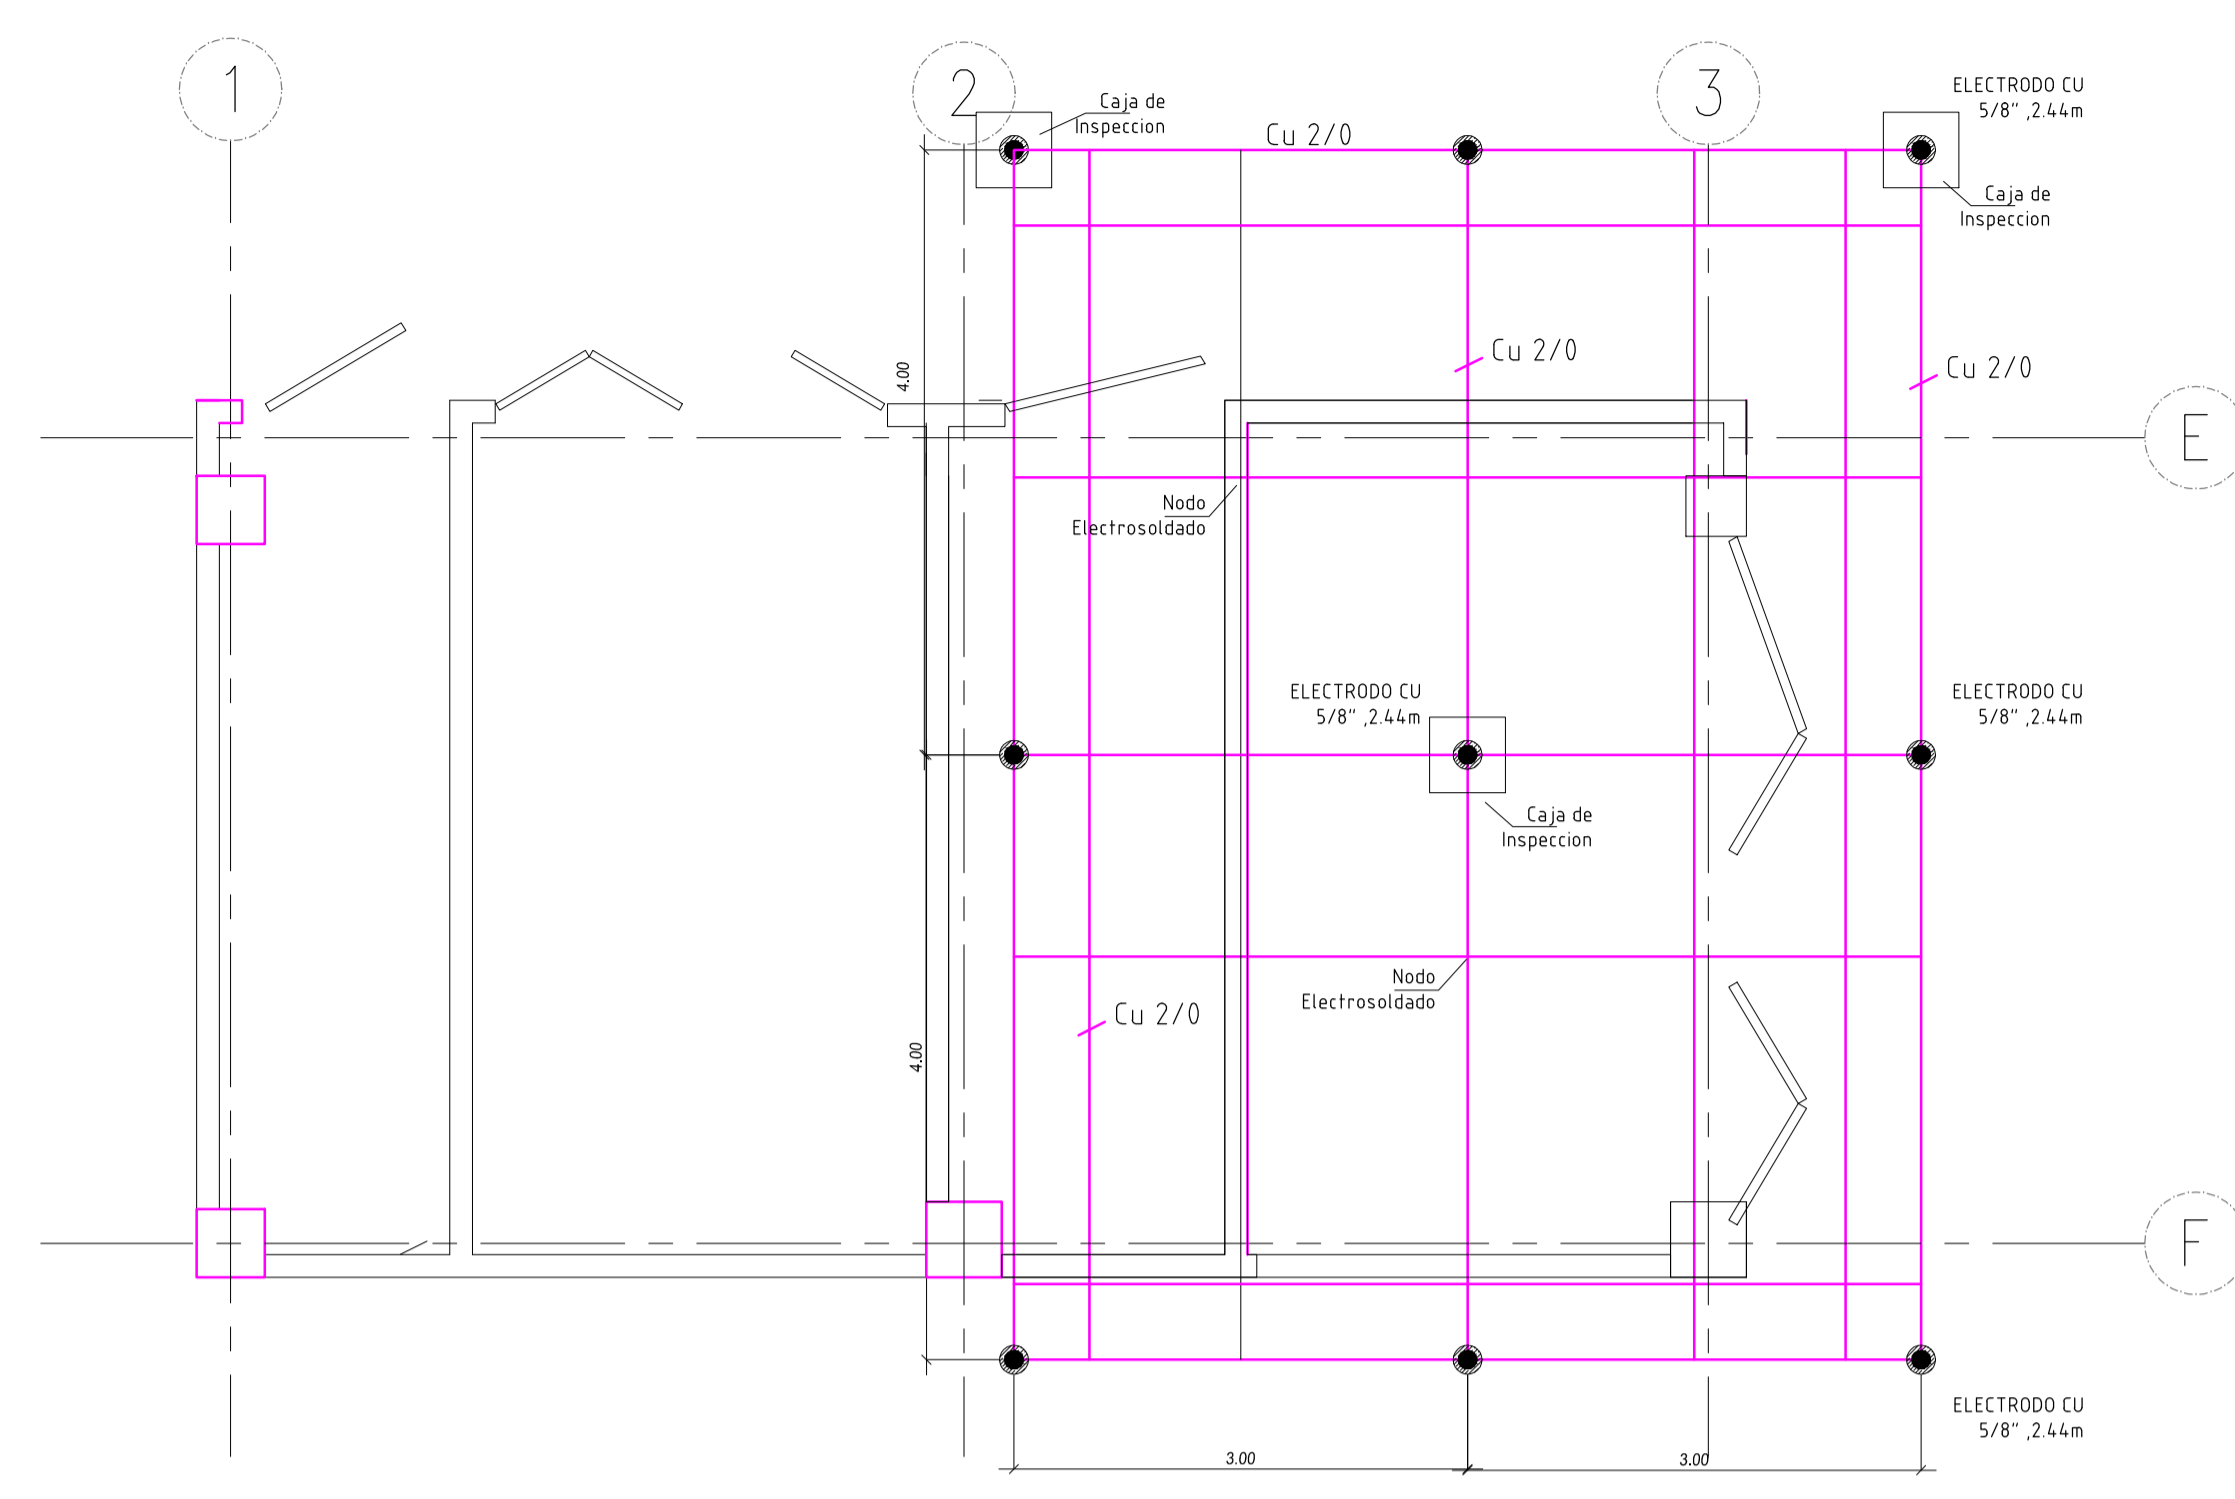 1
2
3
ELECTRODO CU
5/8" ,2.44m
Caja de
Inspeccion
Cu 2/0
Caja de
Inspeccion
4.00
Cu 2/0
Cu 2/0
E
Nodo
Electrosoldado
ELECTRODO CU
5/8" ,2.44m
ELECTRODO CU
5/8" ,2.44m
Caja de
Inspeccion
Nodo
Electrosoldado
Cu 2/0
4.00
F
ELECTRODO CU
5/8" ,2.44m
3.00
3.00